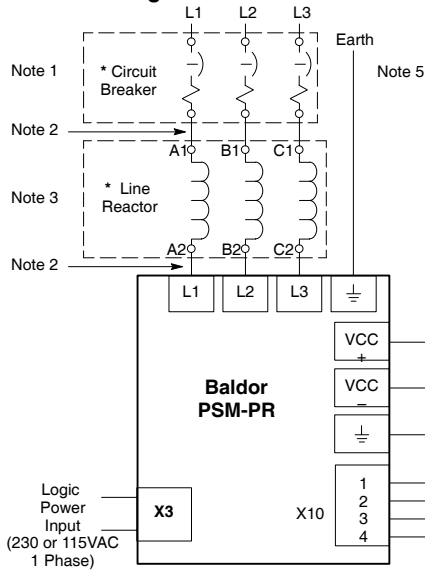 L1 L2 L3
Earth
Note 1
* Circuit
Breaker
Note 5
Note 2
A1 B1 C1
Note 3
* Line
Reactor
A2 B2 C2
Note 2
L1 L2 L3
VCC
+
Baldor
PSM-PR
VCC
–
Logic
Power
Input
(230 or 115VAC
1 Phase)
X3
X10
1
2
3
4